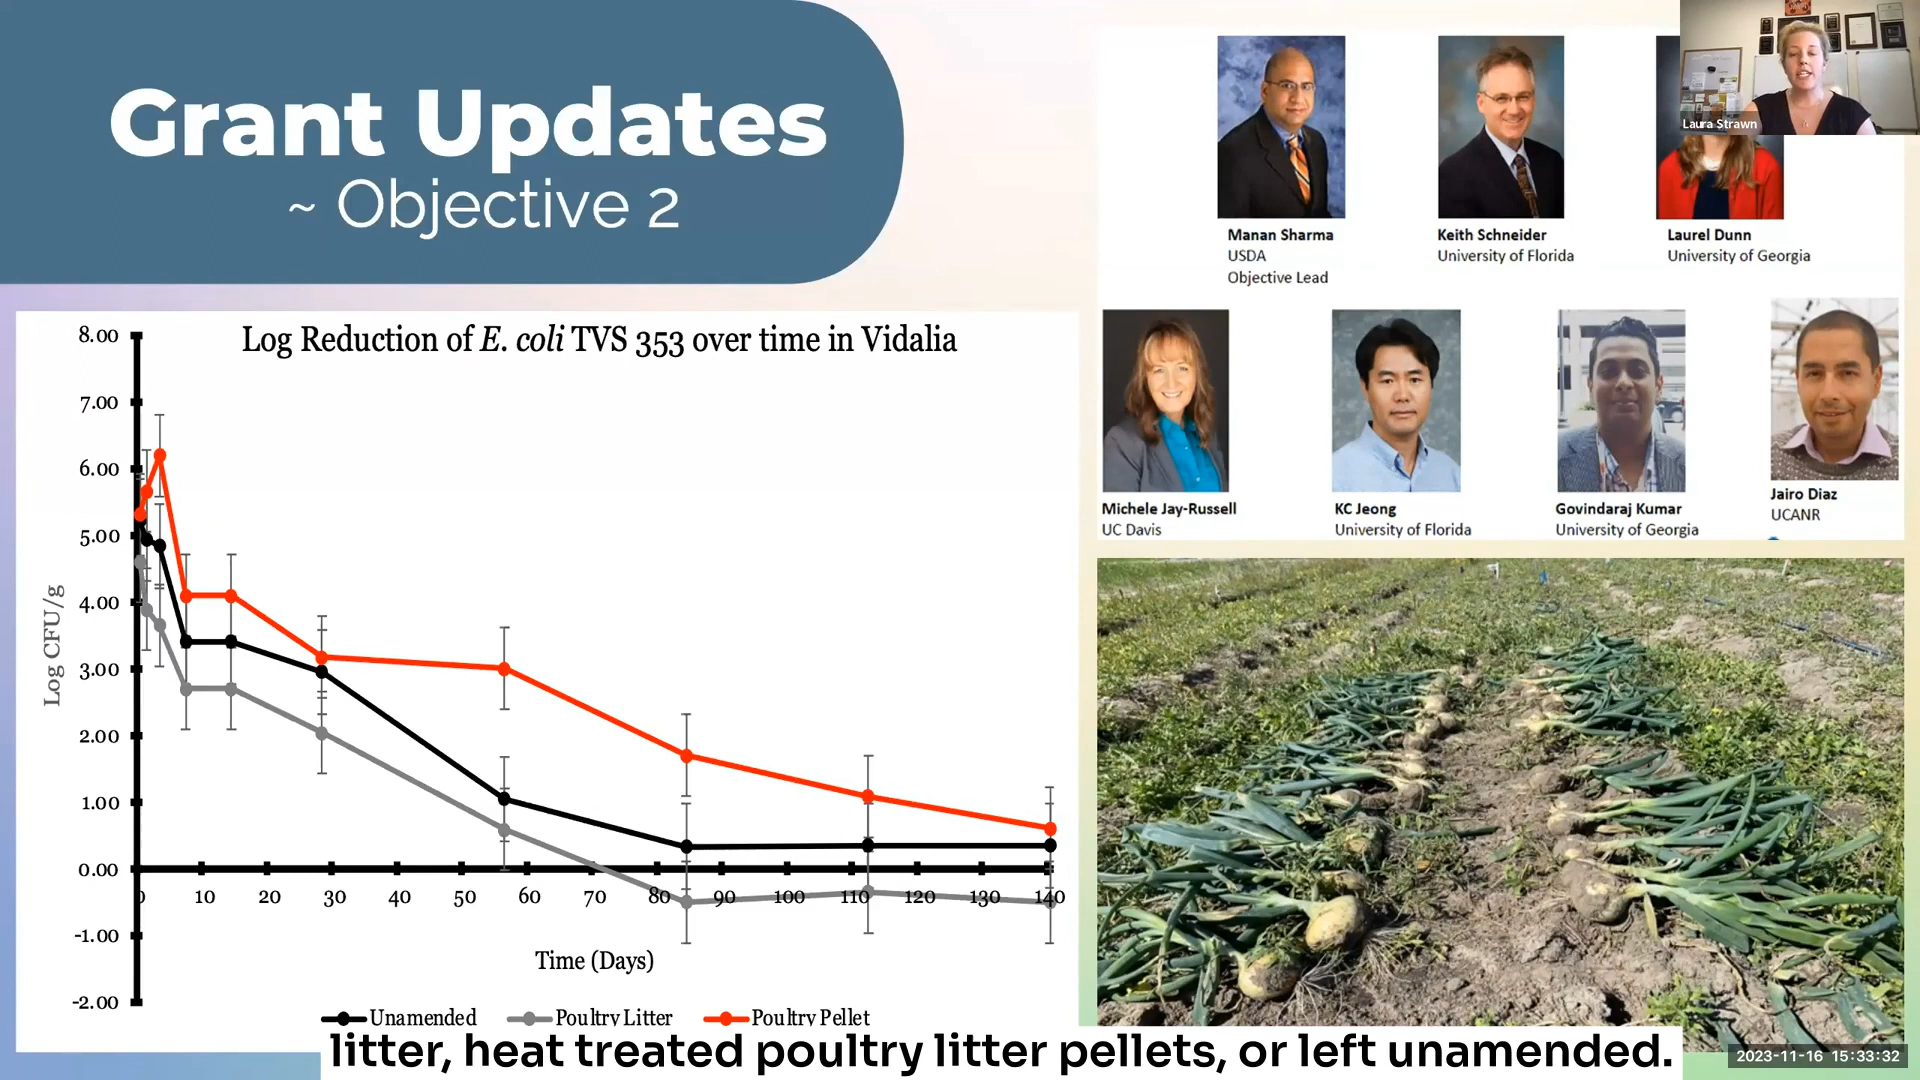 Grant Updates
~ Objective 2
Laura Strawn
Manan Sharma
USDA
Objective Lead
Keith Schneider
University of Florida
Laurel Dunn
University of Georgia
Michele Jay-Russell
UC Davis
KC Jeong
University of Florida
Govindaraj Kumar
University of Georgia
Jairo Diaz
UCANR
Log Reduction of E. coli TVS 353 over time in Vidalia
Log CFU/g
8.00
7.00
6.00
5.00
4.00
3.00
2.00
1.00
0.00
-1.00
-2.00
0 10 20 30 40 50 60 70 80 90 100 110 120 130 140
Time (Days)
Unamended Poultry Litter Poultry Pellet
litter, heat treated poultry litter pellets, or left unamended.
2023-11-16 15:33:32